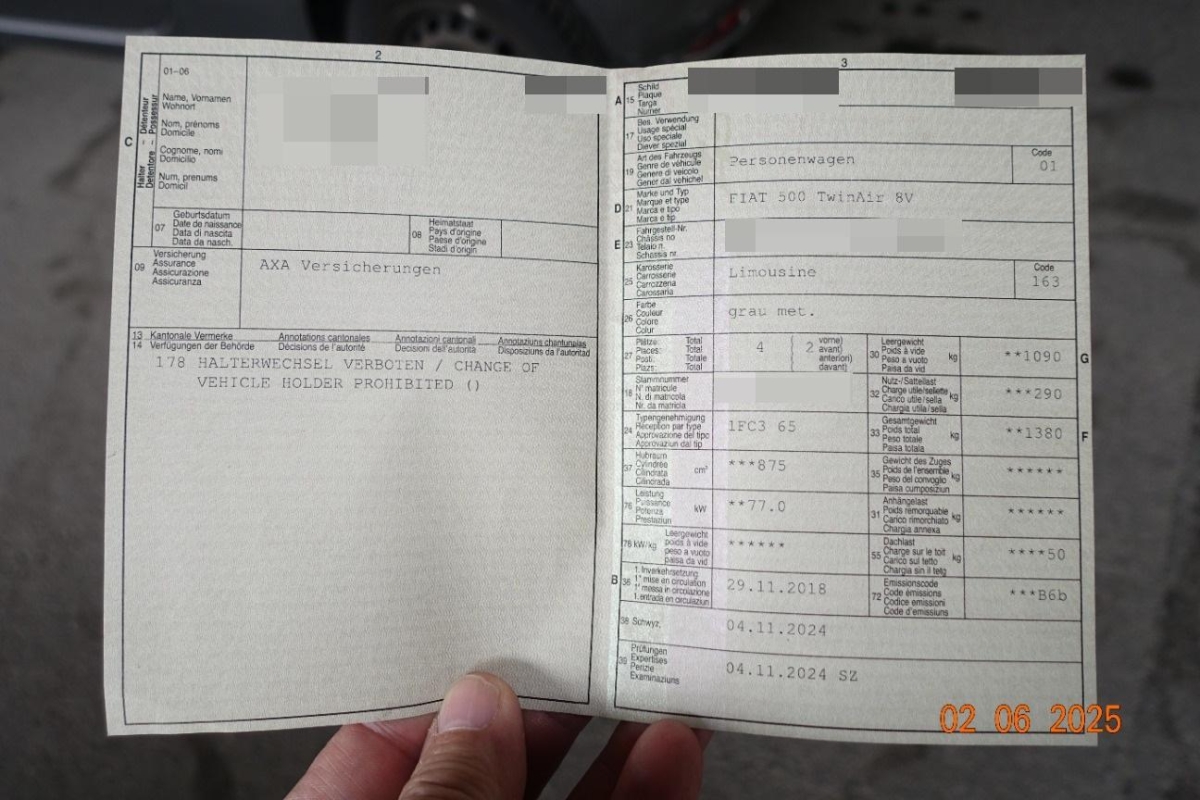 2
01-06
C
Halter – Détenteur
Detentore – Possessur
Name, Vornamen
Wohnort
Nom, prénoms
Domicile
Cognome, nomi
Domicilio
Num, prenums
Domicil
07
Geburtsdatum
Date de naissance
Data di nascita
Data da nasch.
08
Heimatstaat
Pays d'origine
Paese d'origine
Stadi d'origin
09
Versicherung
Assurance
Assicurazione
Assicuranza
AXA Versicherungen
13 Kantonale Vermerke Annotations cantonales Annotazioni cantonali Annotaziuns chantunalas
14 Verfügungen der Behörde Décisions de l'autorité Decisioni dell'autorità Disposiziuns da l'autoritad
178 HALTERWECHSEL VERBOTEN / CHANGE OF
VEHICLE HOLDER PROHIBITED ()
3
A 15
Schild
Plaque
Targa
Numer
17
Bes. Verwendung
Usage spécial
Uso speciale
Diever spezial
19
Art des Fahrzeugs
Genre de véhicule
Genere di veicolo
Gener dal vehichel
Personenwagen
Code
01
D 21
Marke und Typ
Marque et type
Marca e tipo
Marca e tip
FIAT 500 TwinAir 8V
E 23
Fahrgestell-Nr.
Châssis no
Telaio n.
Schassis nr.
25
Karosserie
Carrosserie
Carrozzeria
Carossaria
Limousine
Code
163
26
Farbe
Couleur
Colore
Colur
grau met.
27
Plätze: Total
Places: Total
Posti: Totale
Plazs: Total
4
2
vorne)
avant)
anteriori)
davant)
30
Leergewicht
Poids à vide
Peso a vuoto
Paisa da vid
kg
**1090
G
18
Stammnummer
N° matricule
N. di matricola
Nr. da matricla
32
Nutz-/Sattellast
Charge utile/sellette
Carico utile/sella
Chargia utila/sella
kg
***290
24
Typengenehmigung
Réception par type
Approvazione del tipo
Approvaziun dal tip
1FC3 65
33
Gesamtgewicht
Poids total
Peso totale
Paisa totala
kg
**1380
F
37
Hubraum
Cylindrée
Cilindrata
Cilindrada
cm³
***875
35
Gewicht des Zuges
Poids de l'ensemble
Peso del convoglio
Paisa cumposiziun
kg
******
76
Leistung
Puissance
Potenza
Prestaziun
kW
**77.0
31
Anhängelast
Poids remorquable
Carico rimorchiato
Chargia annexa
kg
******
78 kW/kg
Leergewicht
poids à vide
peso a vuoto
paisa da vid
******
55
Dachlast
Charge sur le toit
Carico sul tetto
Chargia sin il tetg
kg
****50
B 36
1. Inverkehrsetzung
1re mise en circulation
1a messa in circolazione
1. entrada en circulaziun
29.11.2018
72
Emissionscode
Code émissions
Codice emissioni
Code d'emissiuns
***B6b
38 Schwyz,
04.11.2024
39
Prüfungen
Expertises
Perizie
Examinaziuns
04.11.2024 SZ
02 06 2025